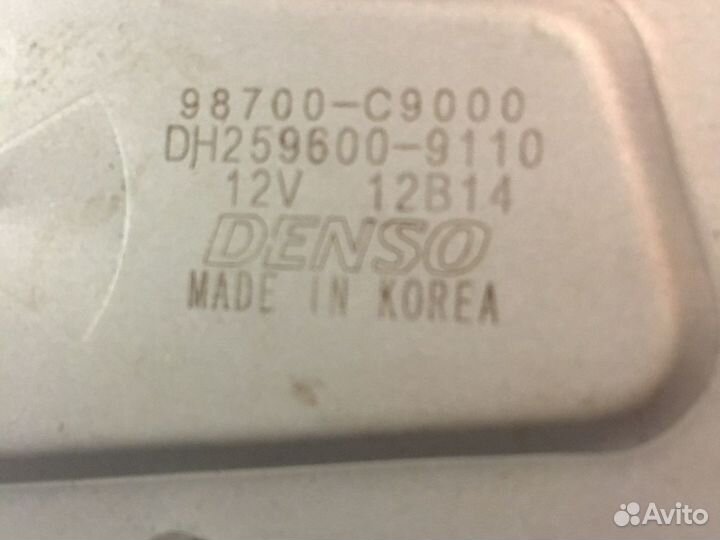 98700-C9000
DH259600-9110
12V 12B14
DENSO
MADE IN KOREA
Avito